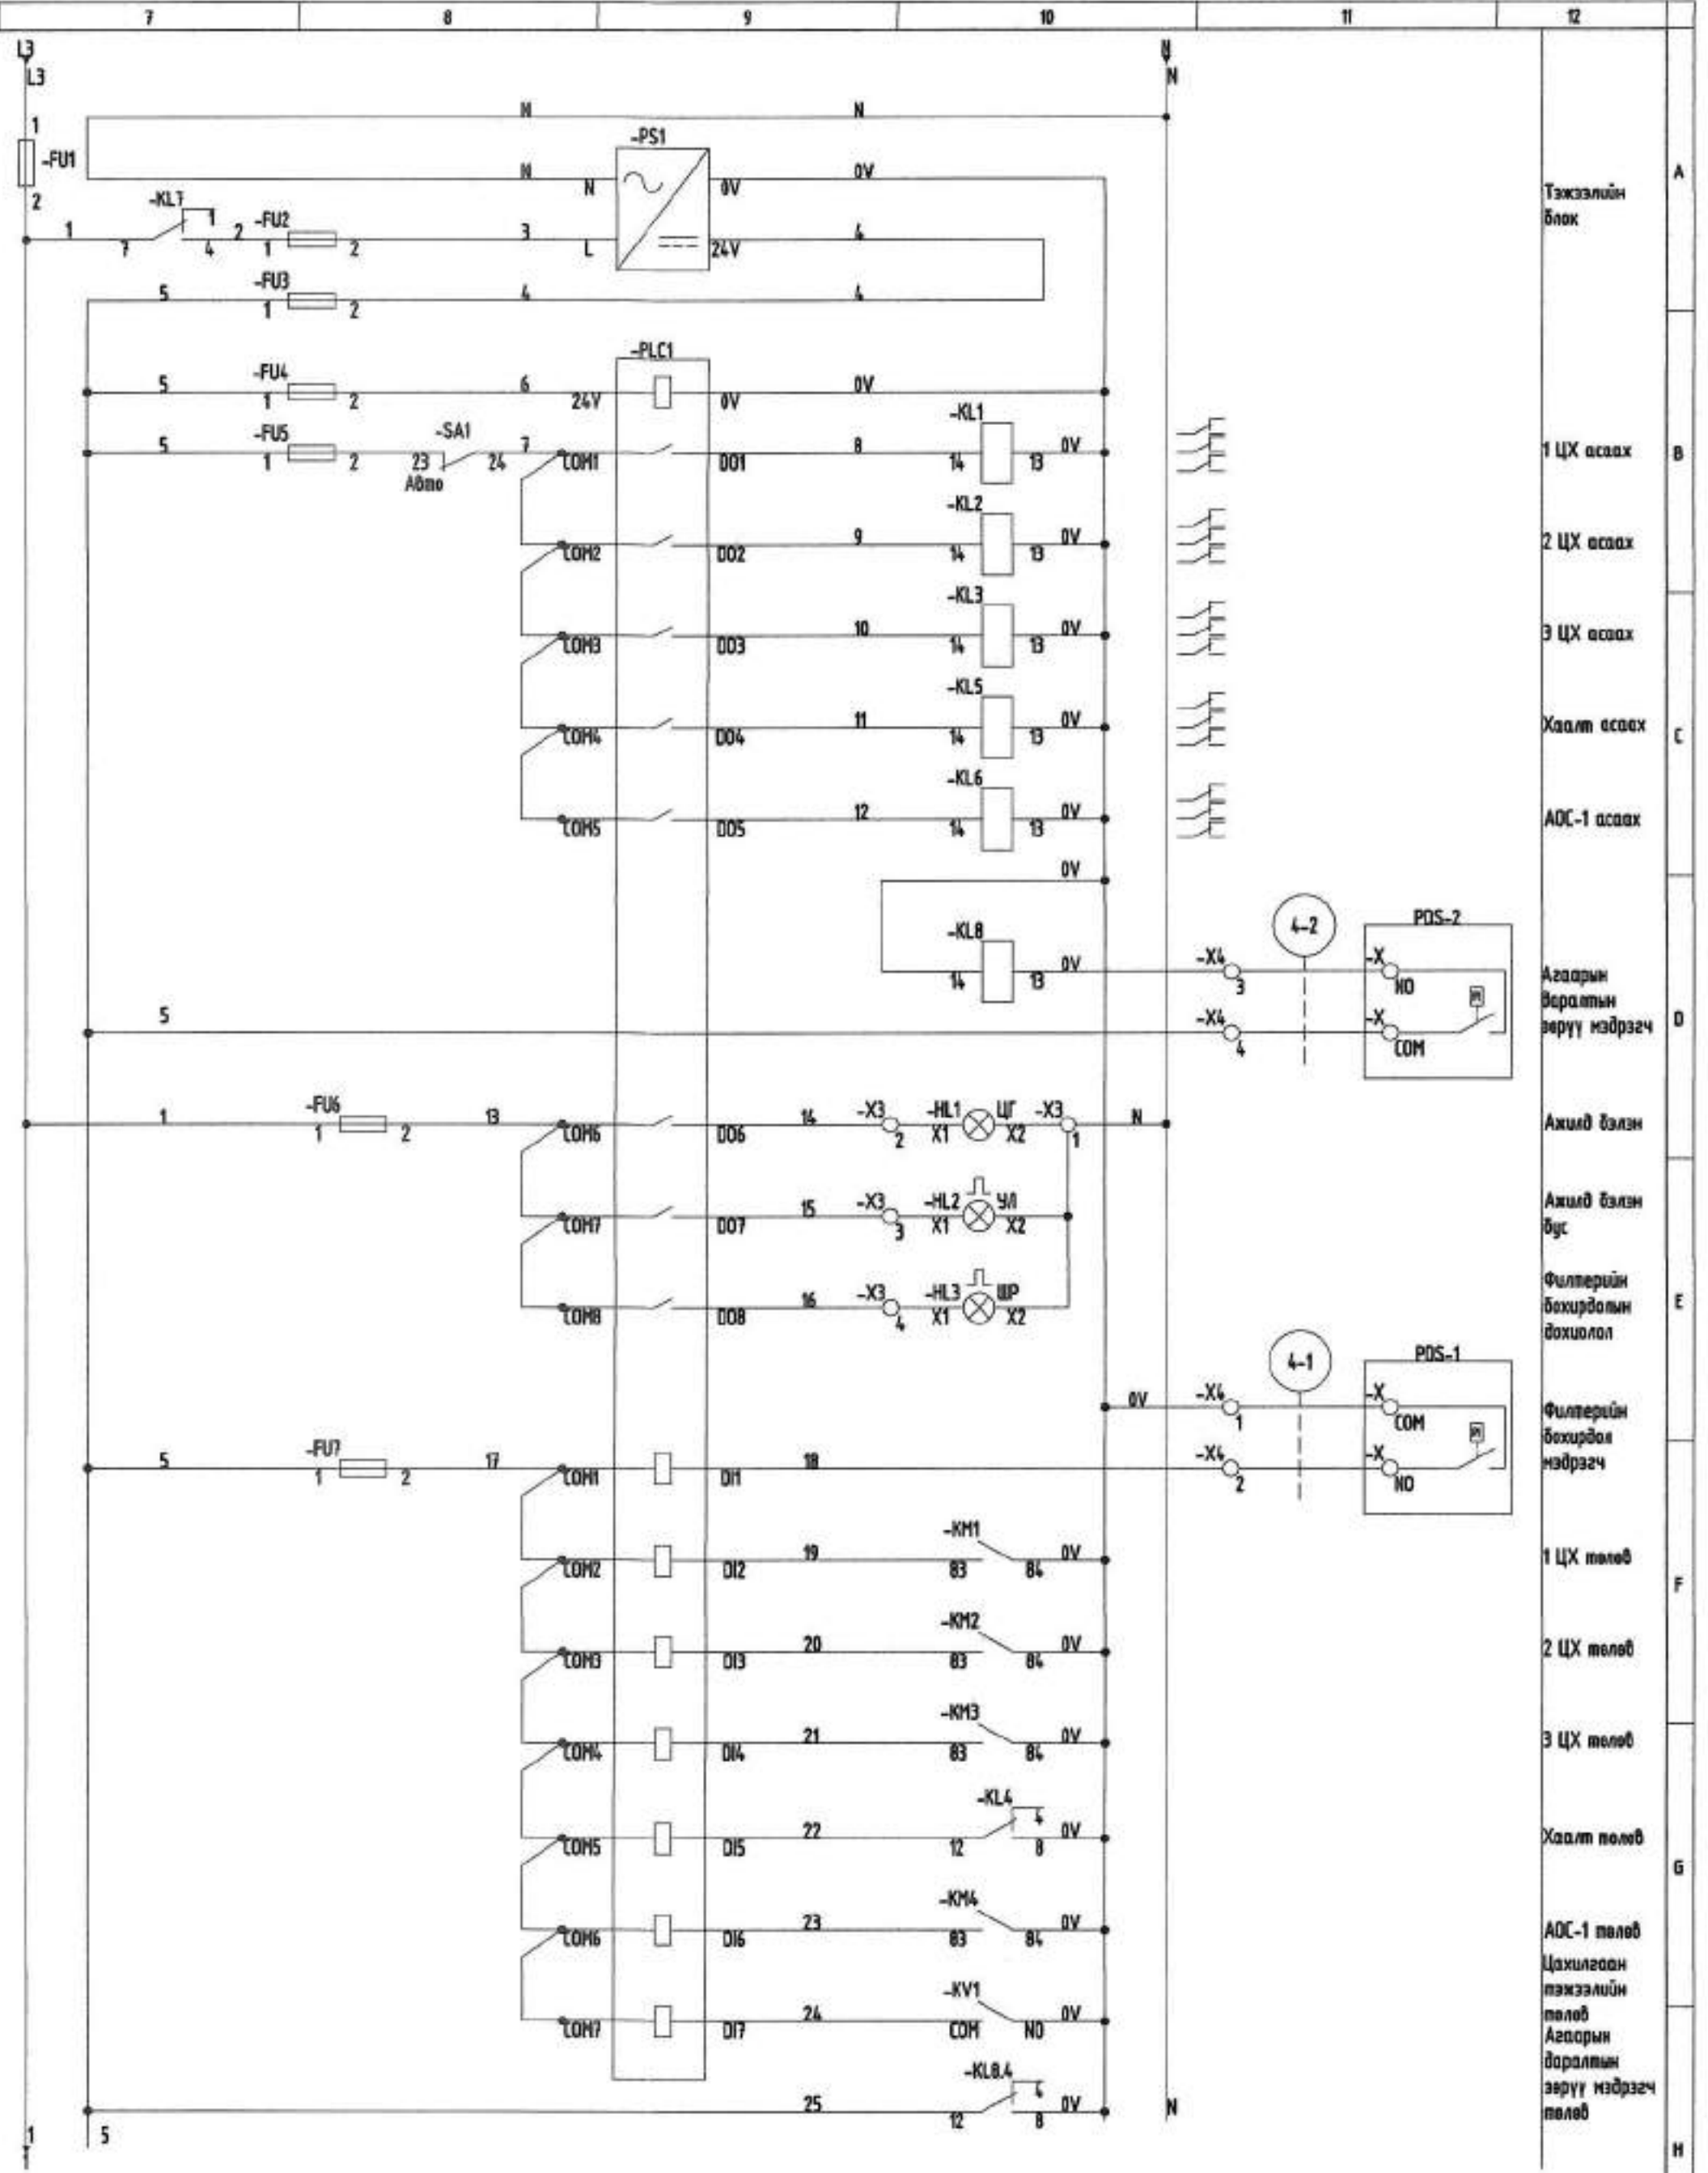 7 8 9 10 11 12
L3 N
L3 N
N N
1
-FU1
-PS1
A
N N 0V 0V
2
Тэжээлийн
блок
-KL7 1
-FU2
1 7 4 2 1 2 3 L 24V 4
-FU3
5 1 2 4 4
-PLC1
-FU4
5 1 2 6 24V 0V 0V
-KL1
-FU5 -SA1
5 1 2 23 24 7 COM1 DO1 8 14 13 0V 1 ЦХ асаах B
Авто
-KL2
COM2 DO2 9 14 13 0V 2 ЦХ асаах
-KL3
COM3 DO3 10 14 13 0V 3 ЦХ асаах
-KL5
COM4 DO4 11 14 13 0V Хаалт асаах C
-KL6
COM5 DO5 12 14 13 0V АОС-1 асаах
0V
4-2 PDS-2
-KL8
14 13 0V -X4 3 -X NO
Агаарын
даралтын
зөрүү мэдрэгч
5 -X4 4 -X COM D
-FU6
1 1 2 13 COM6 DO6 14 -X3 2 -HL1 ЦГ X1 X2 -X3 1 N Ажилд бэлэн
COM7 DO7 15 -X3 3 -HL2 УЛ X1 X2
Ажилд бэлэн
бус
COM8 DO8 16 -X3 4 -HL3 ШР X1 X2
Филтерийн
бохирдолын
дохиолол
E
4-1 PDS-1
0V -X4 1 -X COM
Филтерийн
бохирдол
мэдрэгч
-FU7
5 1 2 17 COM1 DI1 18 -X4 2 -X NO
-KM1
COM2 DI2 19 83 84 0V 1 ЦХ төлөв
F
-KM2
COM3 DI3 20 83 84 0V 2 ЦХ төлөв
-KM3
COM4 DI4 21 83 84 0V 3 ЦХ төлөв
-KL4 4
COM5 DI5 22 12 8 0V Хаалт төлөв
G
-KM4
COM6 DI6 23 83 84 0V АОС-1 төлөв
Цахилгаан
тэжээлийн
төлөв
-KV1
COM7 DI7 24 COM NO 0V
Агаарын
даралтын
зөрүү мэдрэгч
төлөв
-KL8.4 4
25 12 8 0V N
1 5
H